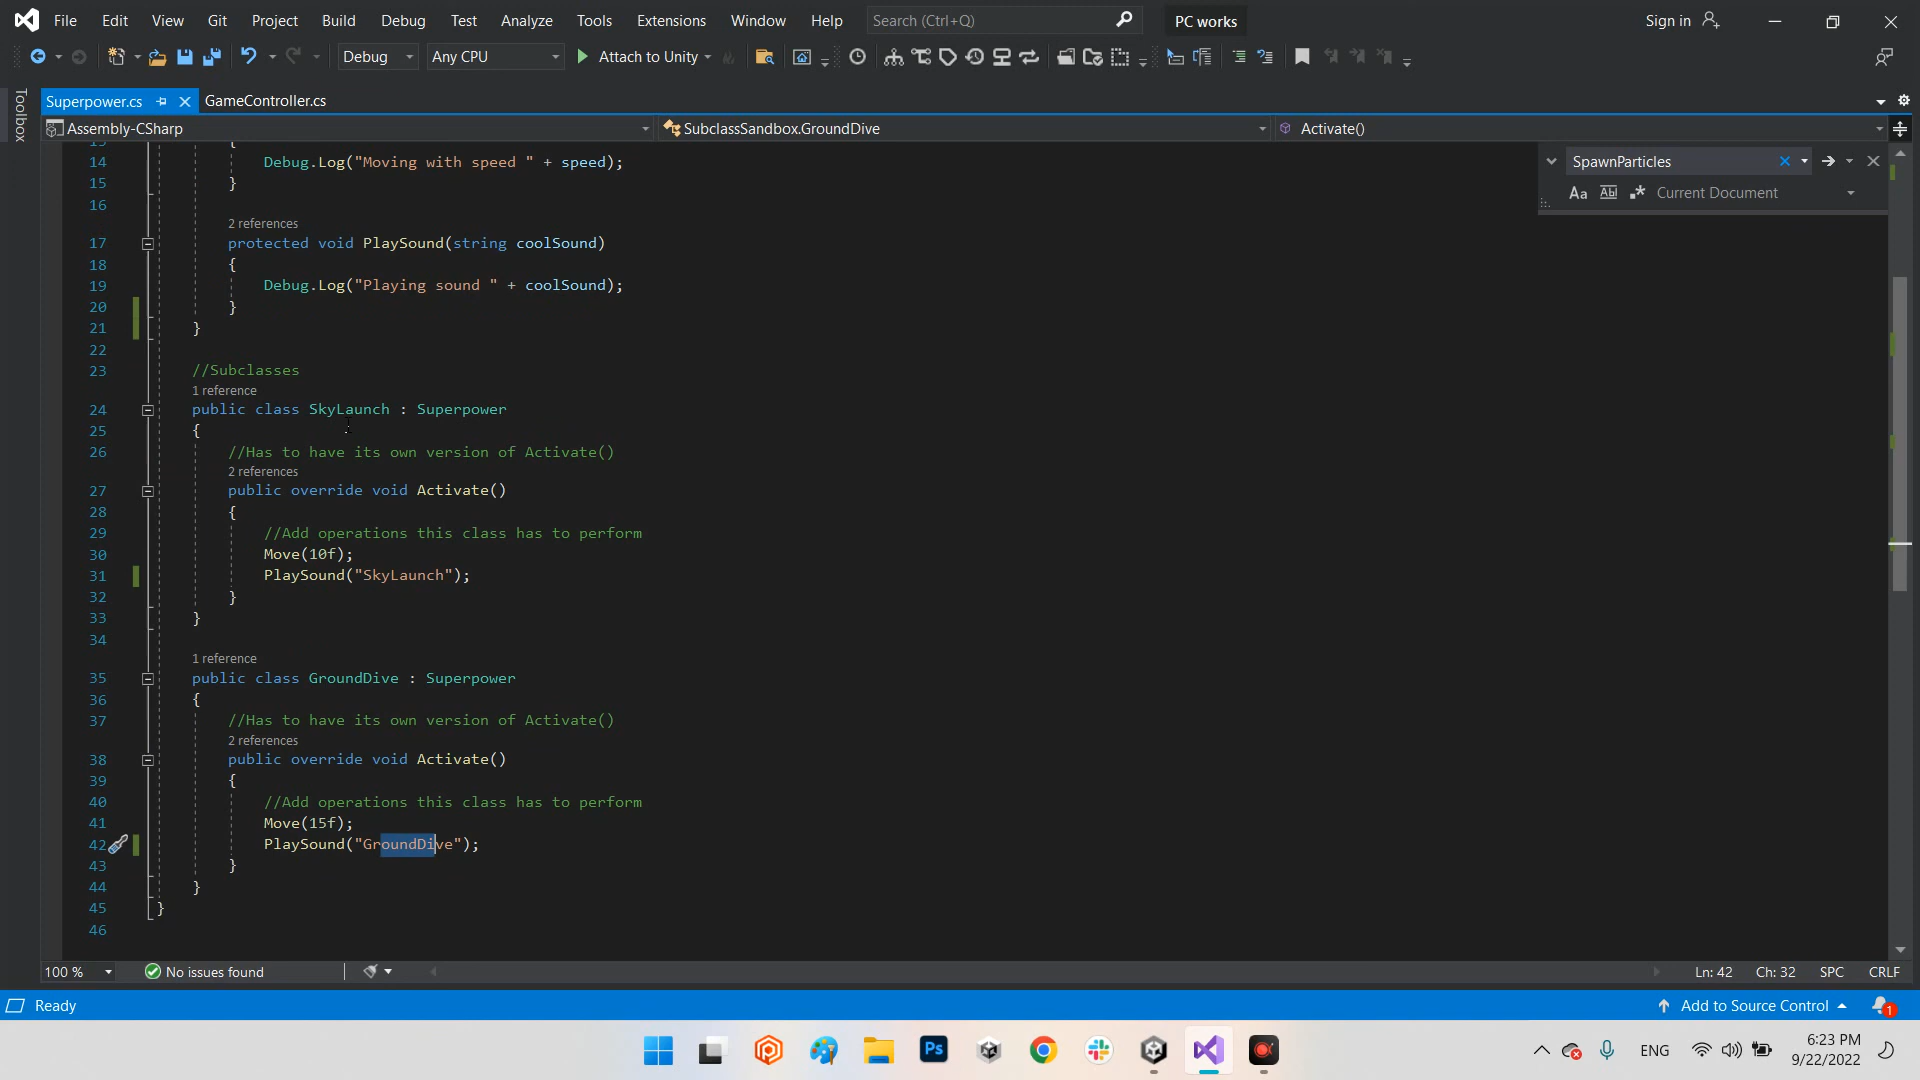 File Edit View Git Project Build Debug Test Analyze Tools Extensions Window Help Search (Ctrl+Q) PC works Sign in
Debug Any CPU Attach to Unity
Toolbox
Superpower.cs GameController.cs
Assembly-CSharp SubclassSandbox.GroundDive Activate()
SpawnParticles
Aa Ab Current Document
13 {
14 Debug.Log("Moving with speed " + speed);
15 }
16
2 references
17 protected void PlaySound(string coolSound)
18 {
19 Debug.Log("Playing sound " + coolSound);
20 }
21 }
22
23 //Subclasses
1 reference
24 public class SkyLaunch : Superpower
25 {
26 //Has to have its own version of Activate()
2 references
27 public override void Activate()
28 {
29 //Add operations this class has to perform
30 Move(10f);
31 PlaySound("SkyLaunch");
32 }
33 }
34
1 reference
35 public class GroundDive : Superpower
36 {
37 //Has to have its own version of Activate()
2 references
38 public override void Activate()
39 {
40 //Add operations this class has to perform
41 Move(15f);
42 PlaySound("GroundDive");
43 }
44 }
45 }
46
100 % No issues found Ln: 42 Ch: 32 SPC CRLF
Ready Add to Source Control 1
Ps ENG 6:23 PM
9/22/2022